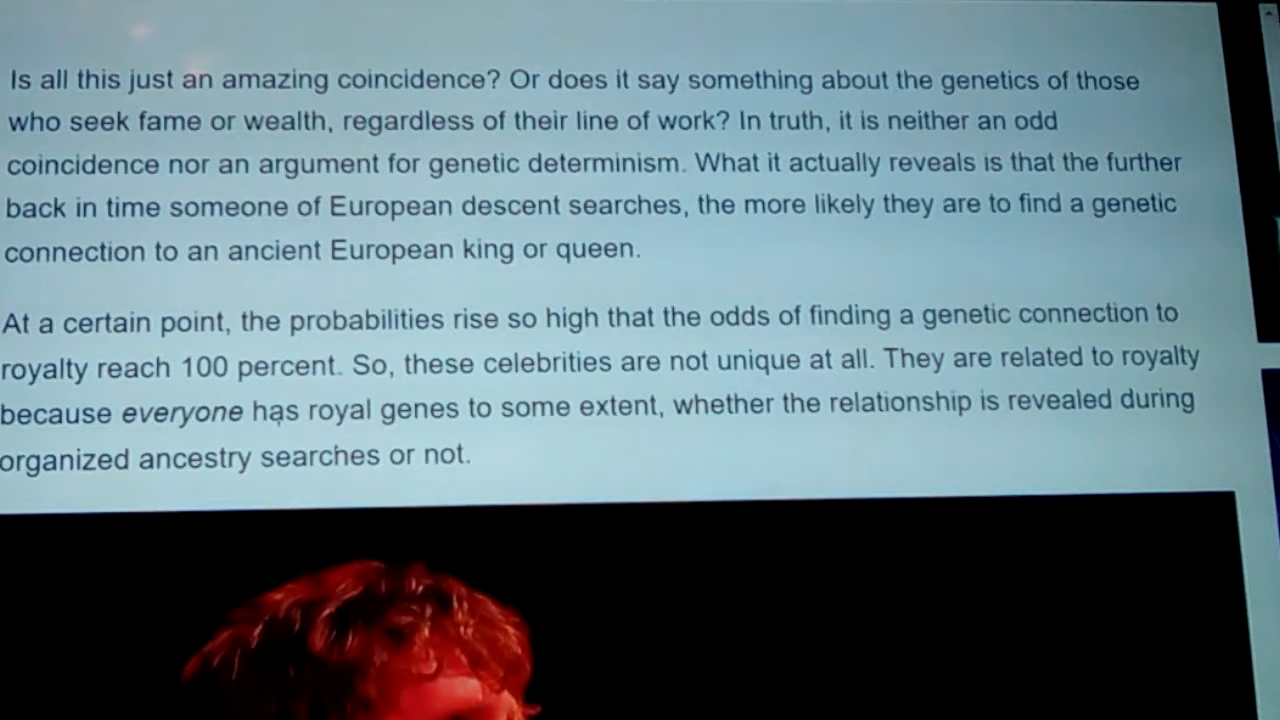 Is all this just an amazing coincidence? Or does it say something about the genetics of those
who seek fame or wealth, regardless of their line of work? In truth, it is neither an odd
coincidence nor an argument for genetic determinism. What it actually reveals is that the further
back in time someone of European descent searches, the more likely they are to find a genetic
connection to an ancient European king or queen.
At a certain point, the probabilities rise so high that the odds of finding a genetic connection to
royalty reach 100 percent. So, these celebrities are not unique at all. They are related to royalty
because everyone has royal genes to some extent, whether the relationship is revealed during
organized ancestry searches or not.